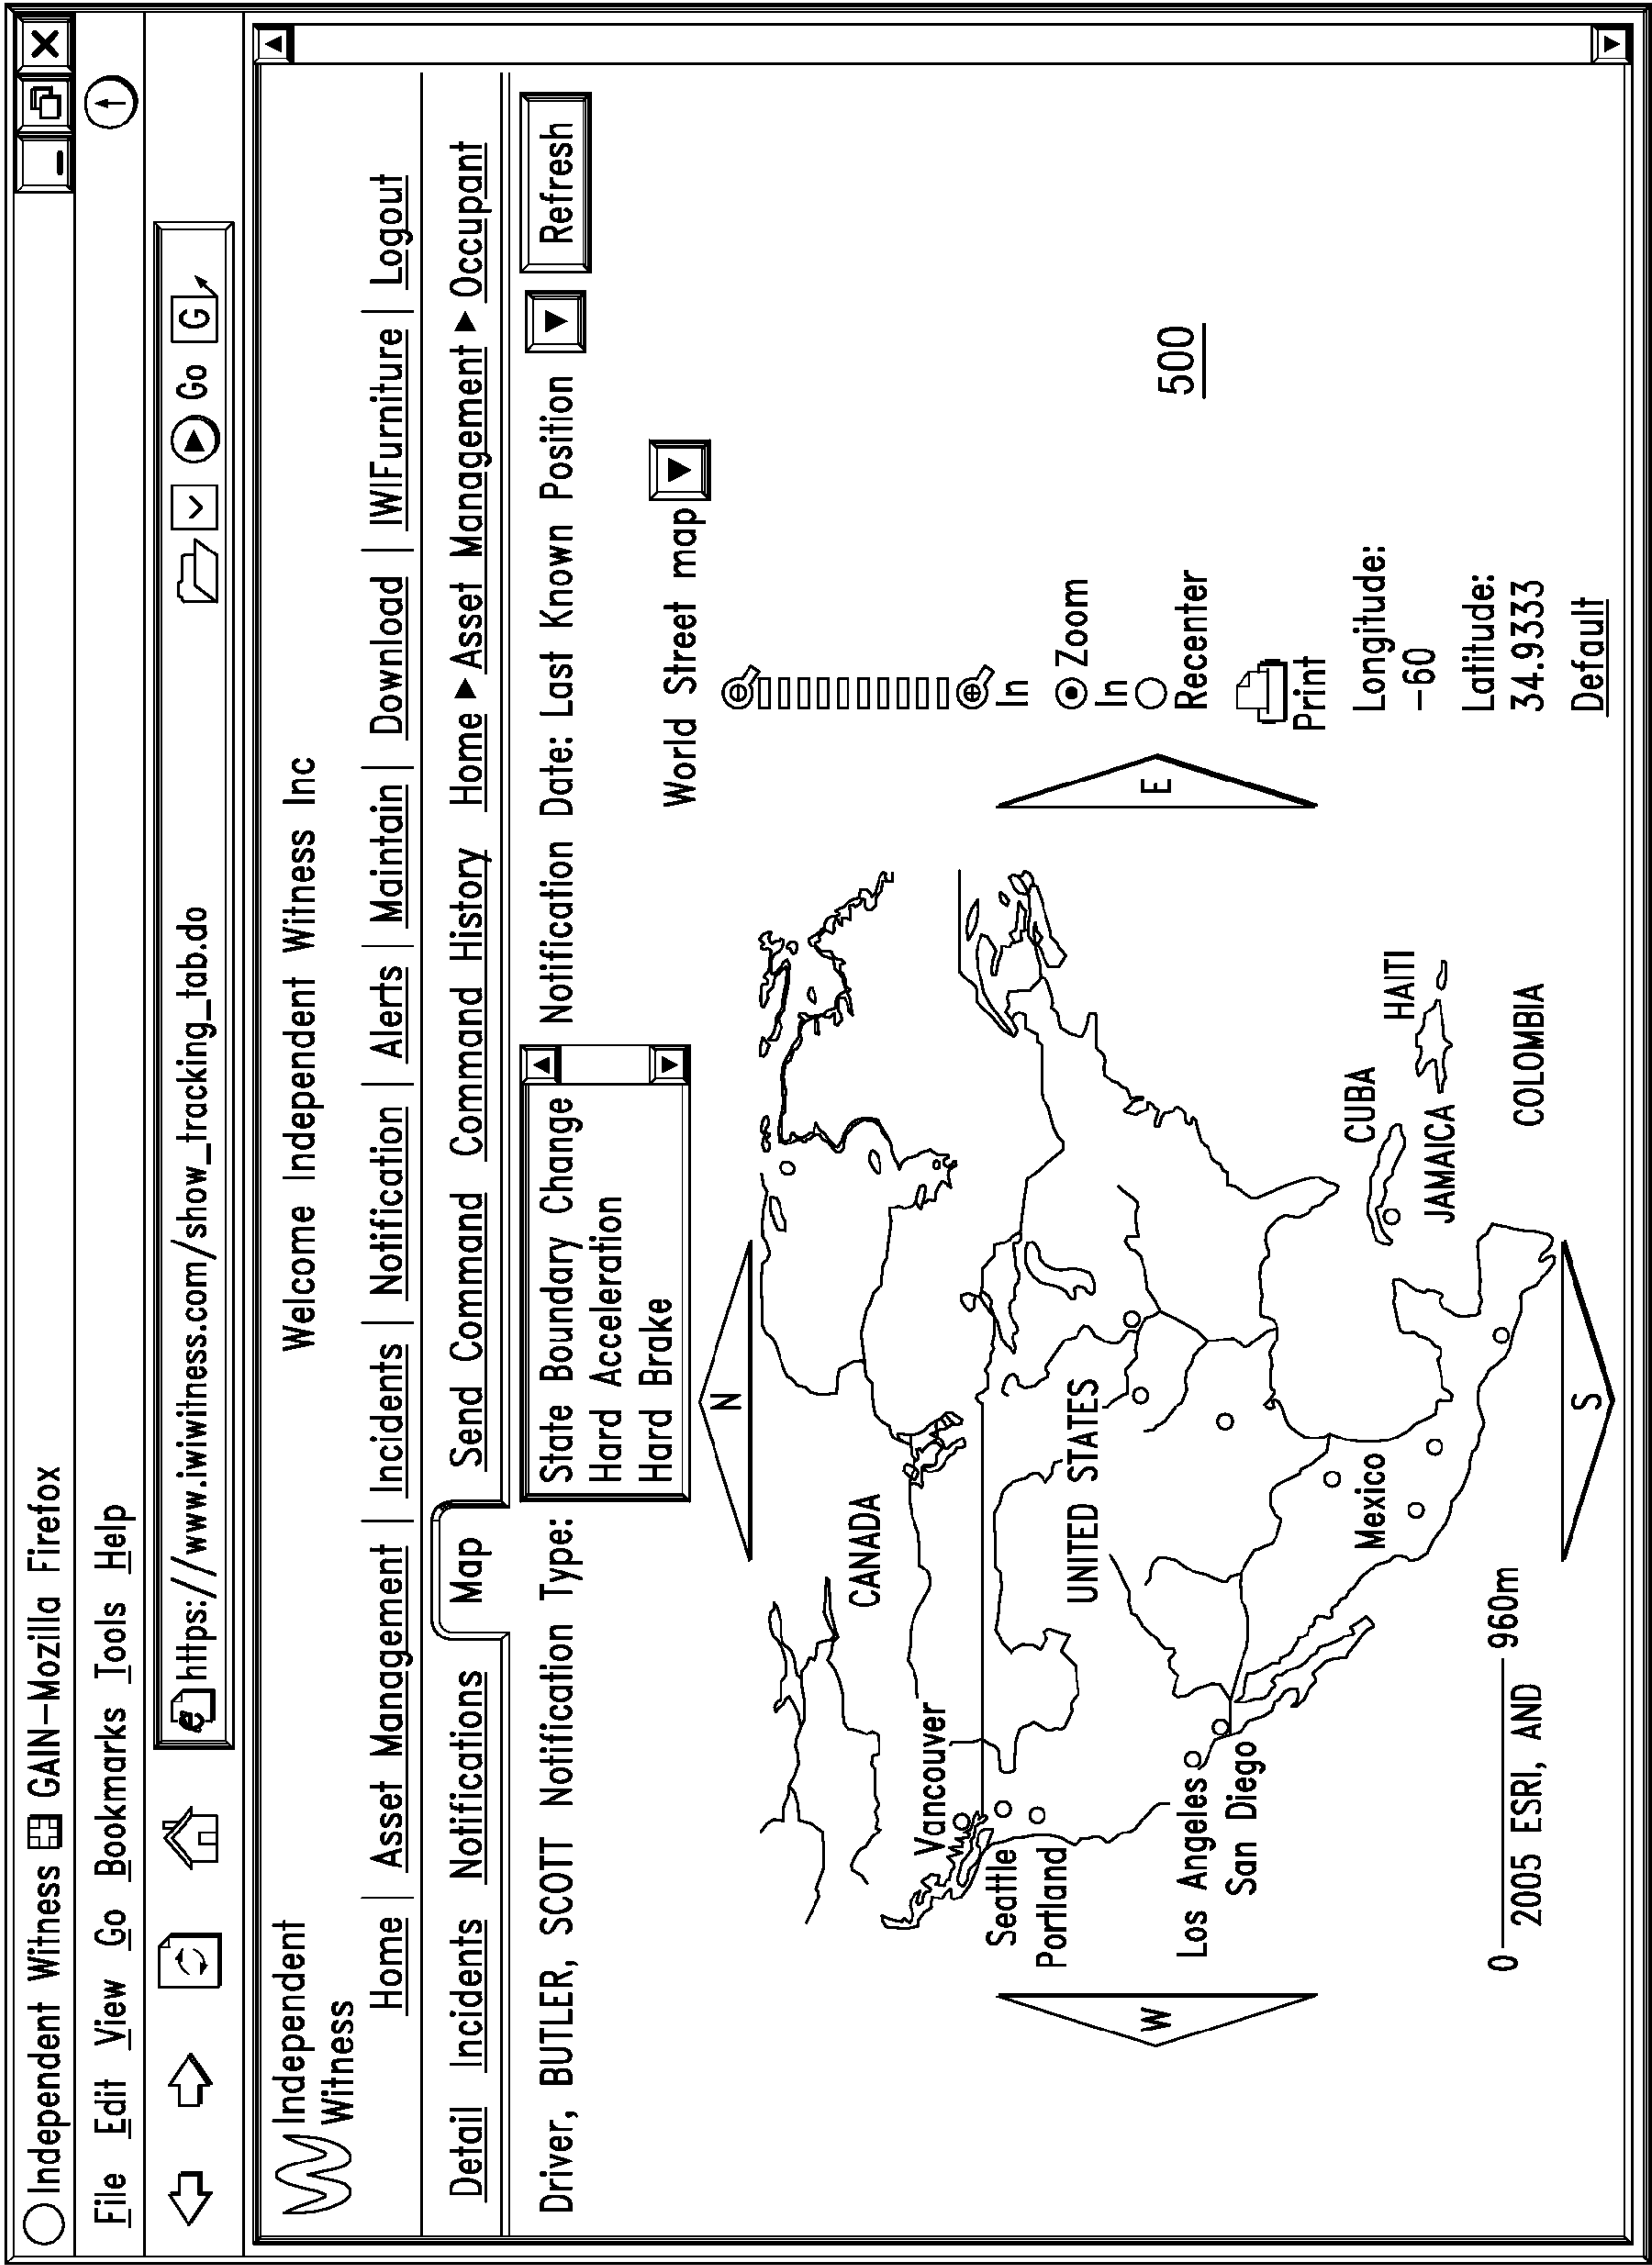 Independent Witness GAIN-Mozilla Firefox
File Edit View Go Bookmarks Tools Help
https://www.iwiwitness.com/show_tracking_tab.do Go G
Independent
Witness
Welcome Independent Witness Inc
Home | Asset Management | Incidents | Notification | Alerts | Maintain | Download | IWIFurniture | Logout
Detail Incidents Notifications Map Send Command Command History Home ▶ Asset Management ▶ Occupant
Driver, BUTLER, SCOTT Notification Type:
State Boundary Change
Hard Acceleration
Hard Brake
Notification Date: Last Known Position
Refresh
World Street map
N
CANADA
Vancouver
Seattle
Portland
UNITED STATES
Los Angeles
San Diego
Mexico
CUBA
HAITI
JAMAICA
COLOMBIA
W
E
S
0 960m
2005 ESRI, AND
In
Zoom
In
Recenter
Print
Longitude:
-60
Latitude:
34.9333
Default
500